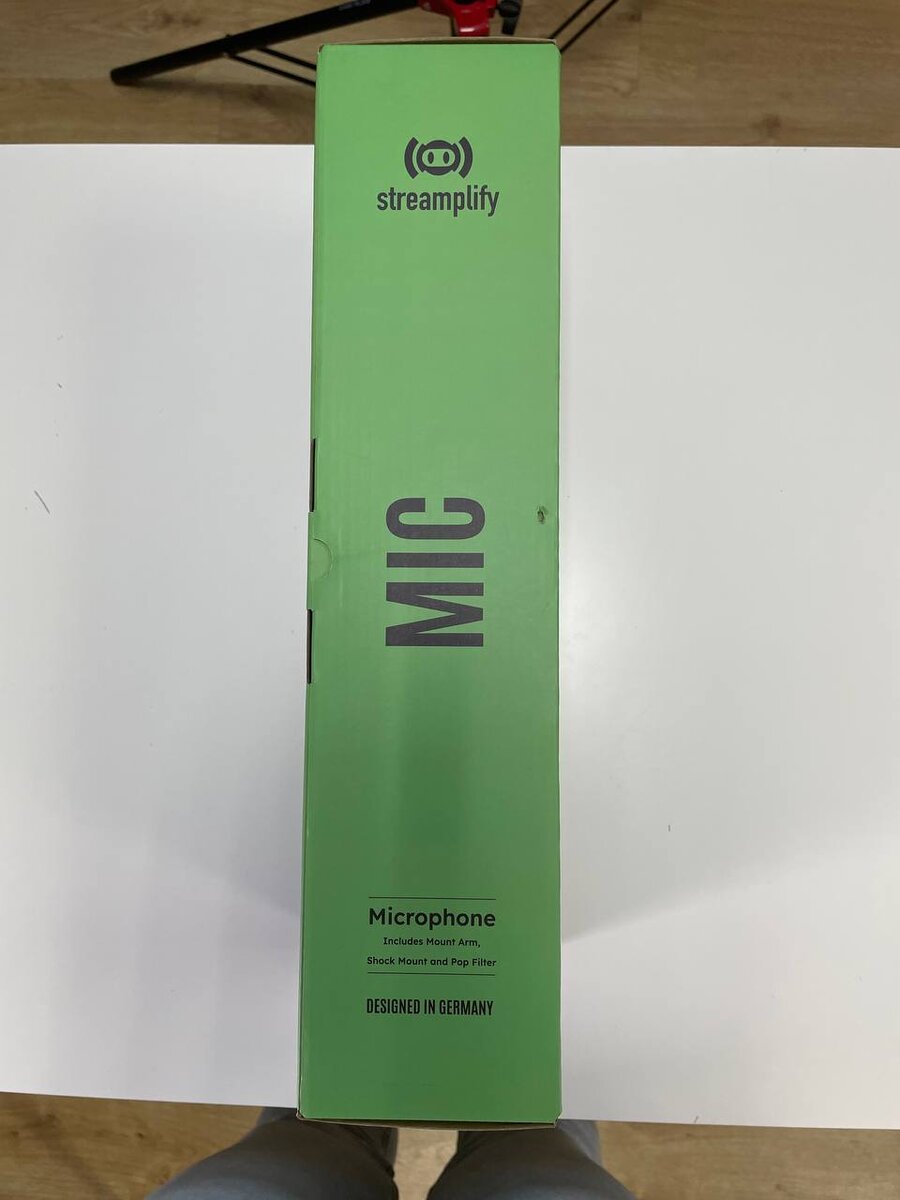 streamplify
MIC
Microphone
Includes Mount Arm,
Shock Mount and Pop Filter
DESIGNED IN GERMANY